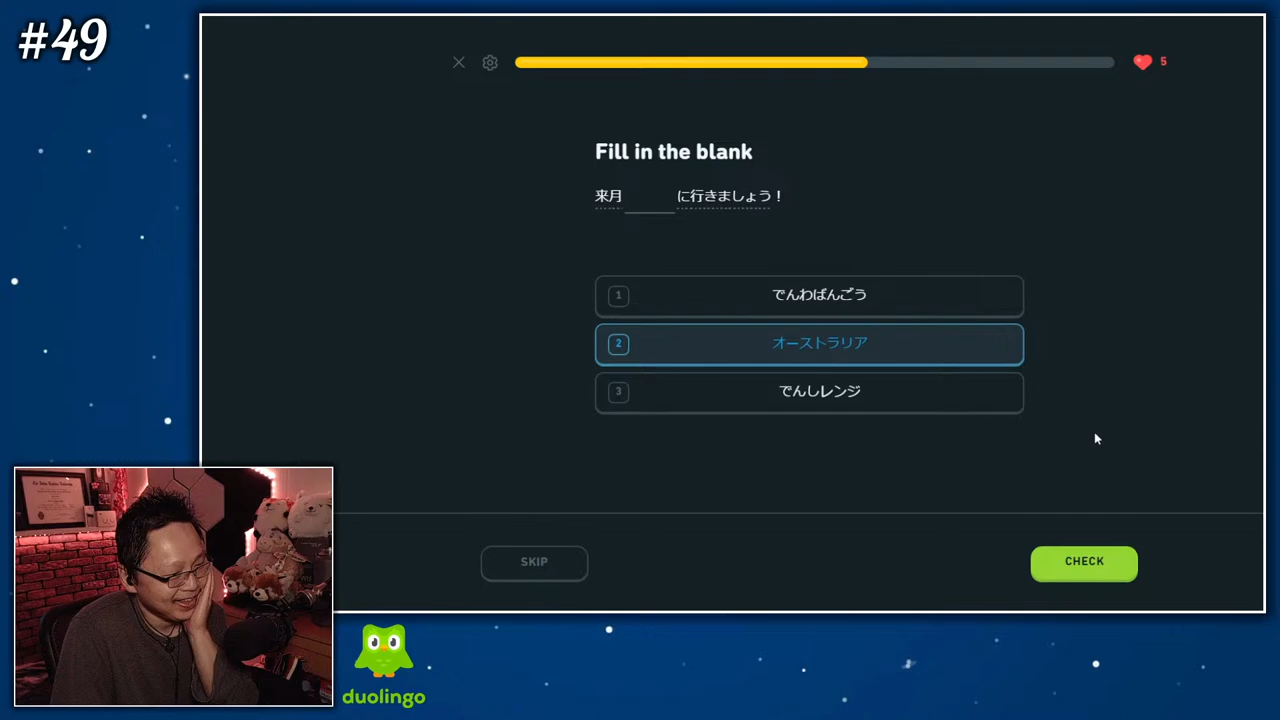 #49
5
Fill in the blank
来月 ____ に行きましょう！
1 でんわばんごう
2 オーストラリア
3 でんしレンジ
SKIP
CHECK
duolingo